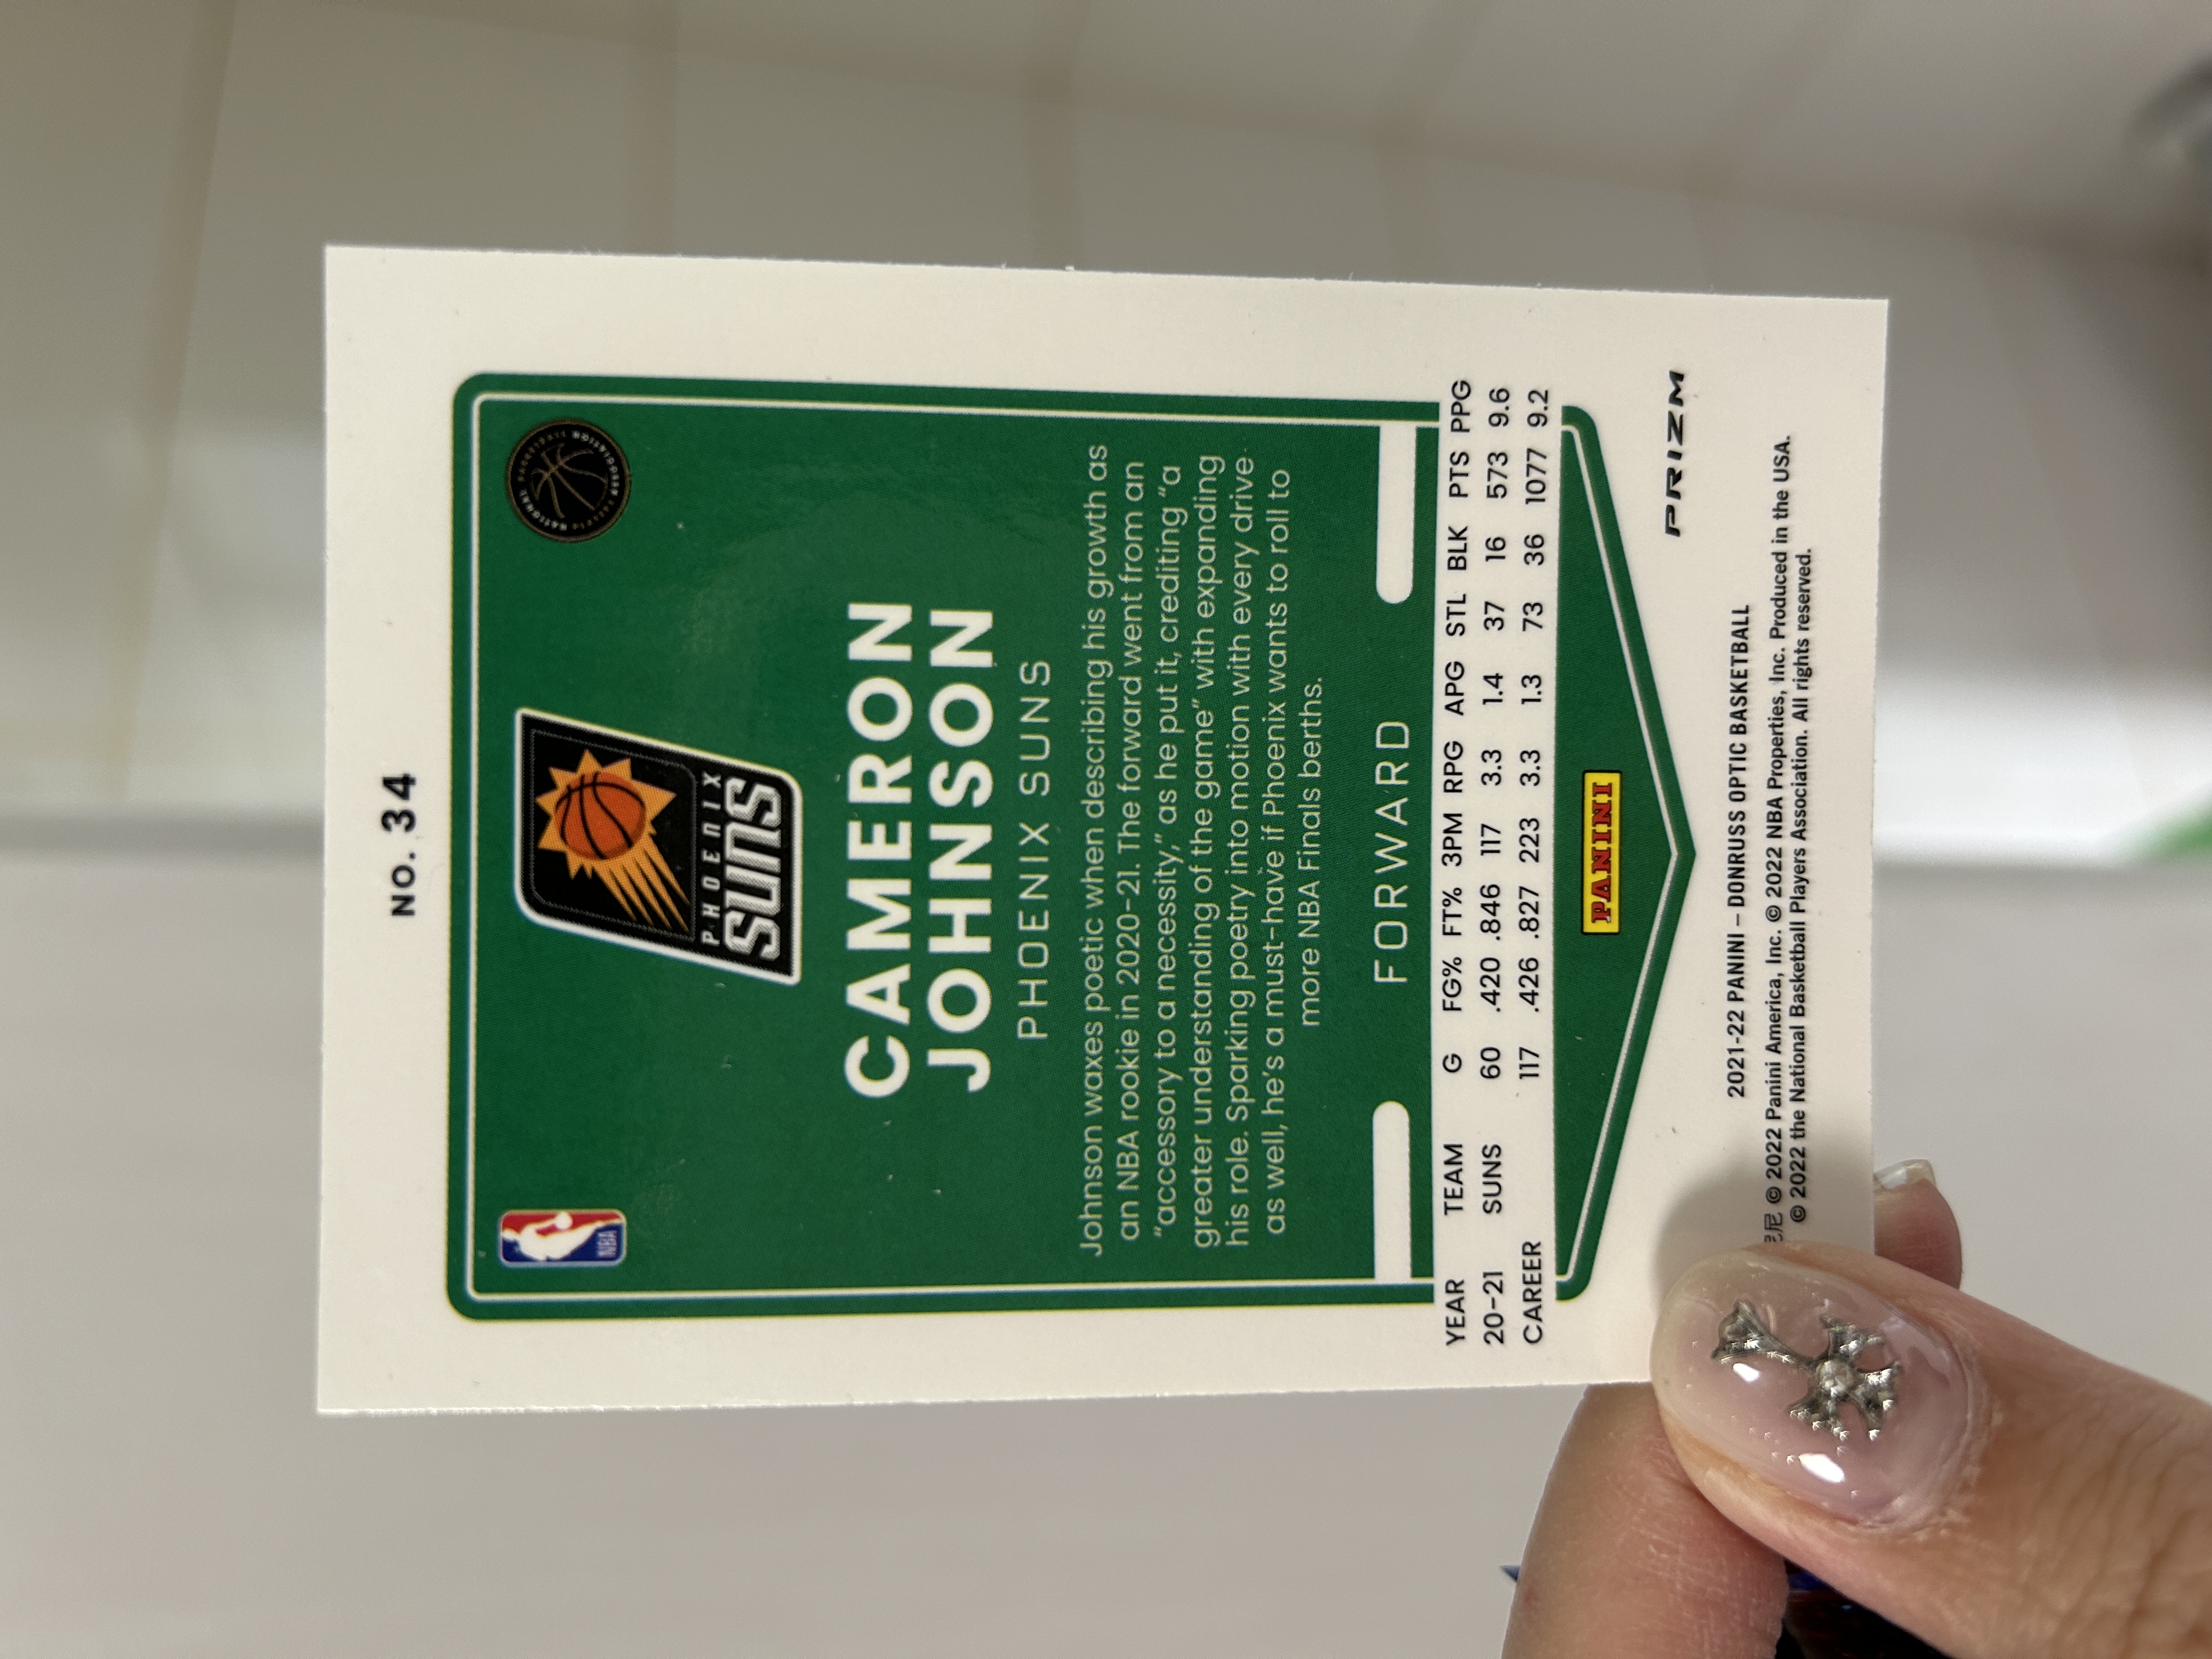 NO. 34
PHOENIX
SUNS
CAMERON
JOHNSON
PHOENIX SUNS
Johnson waxes poetic when describing his growth as
an NBA rookie in 2020-21. The forward went from an
"accessory to a necessity," as he put it, crediting "a
greater understanding of the game" with expanding
his role. Sparking poetry into motion with every drive
as well, he's a must-have if Phoenix wants to roll to
more NBA Finals berths.
FORWARD
YEAR TEAM G FG% FT% 3PM RPG APG STL BLK PTS PPG
20-21 SUNS 60 .420 .846 117 3.3 1.4 37 16 573 9.6
CAREER 117 .426 .827 223 3.3 1.3 73 36 1077 9.2
PANINI
PRIZM
2021-22 PANINI – DONRUSS OPTIC BASKETBALL
尼 © 2022 Panini America, Inc. © 2022 NBA Properties, Inc. Produced in the USA.
© 2022 the National Basketball Players Association. All rights reserved.
NBA